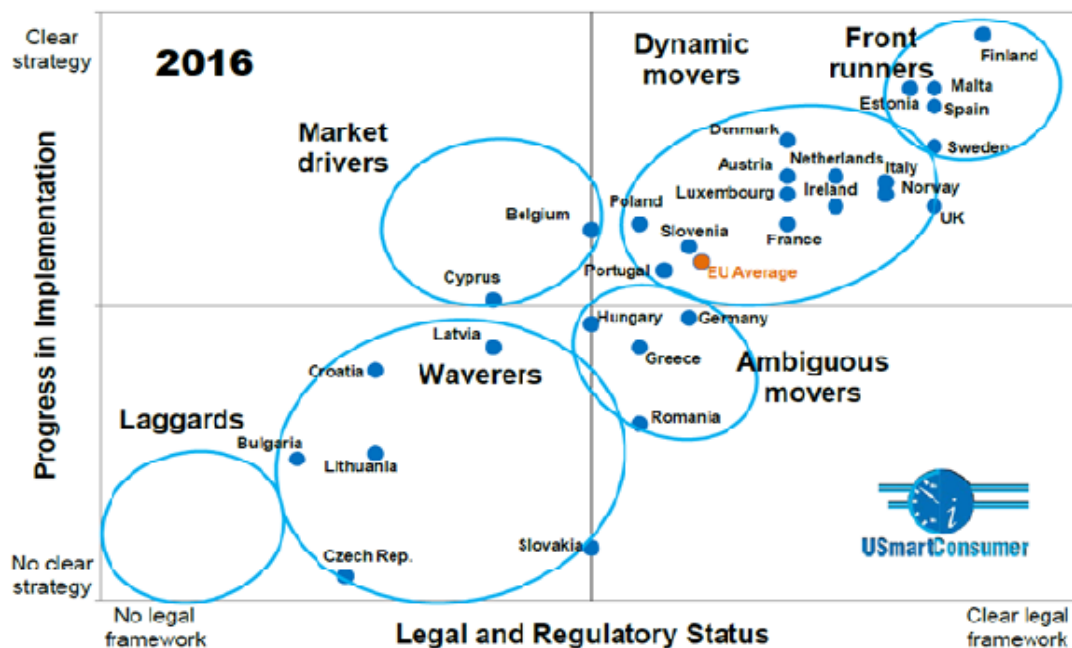 Clear
strategy
2016
Dynamic
movers
Front
runners
Finland
Malta
Estonia
Spain
Sweden
Market
drivers
Denmark
Austria
Netherlands
Italy
Luxembourg
Ireland
Norway
UK
Belgium
Poland
Slovenia
France
Portugal
EU Average
Cyprus
Progress in Implementation
Latvia
Hungary
Germany
Croatia
Waverers
Greece
Ambiguous
movers
Laggards
Romania
Bulgaria
Lithuania
Slovakia
Czech Rep.
i
USmartConsumer
No clear
strategy
No legal
framework
Legal and Regulatory Status
Clear legal
framework